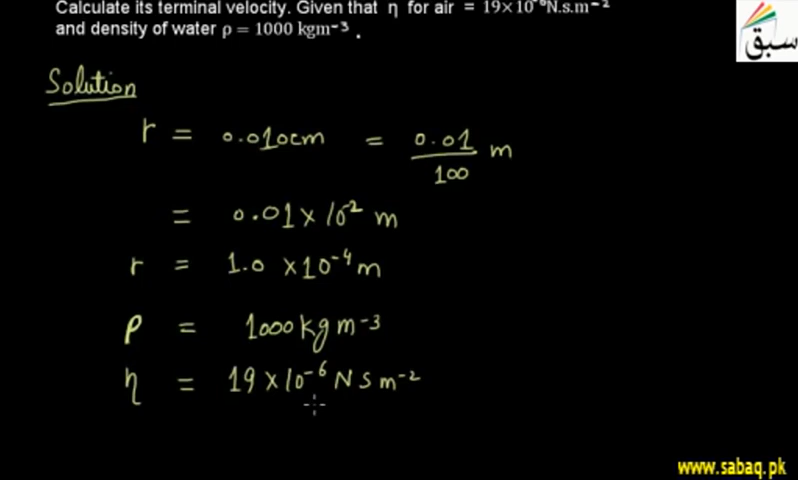 Calculate its terminal velocity. Given that η for air = 19×10⁻⁶N.s.m⁻²
and density of water ρ = 1000 kgm⁻³ .
سبق
Solution
r = 0.010cm = 0.01/100 m
= 0.01 × 10⁻² m
r = 1.0 × 10⁻⁴ m
ρ = 1000 kg m⁻³
η = 19 × 10⁻⁶ N s m⁻²
www.sabaq.pk